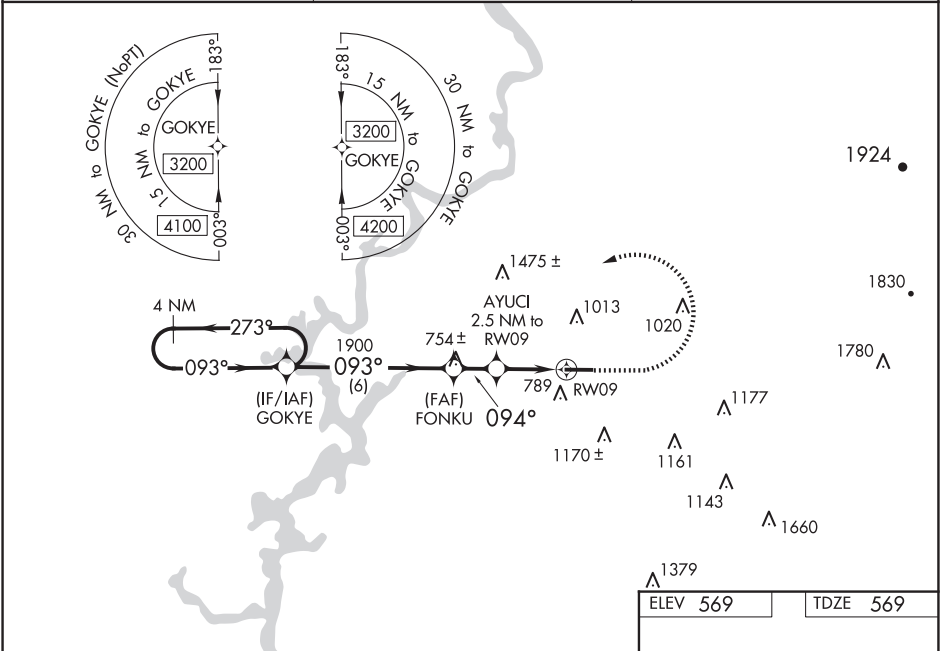 30 NM to GOKYE (NoPT)
15 NM to GOKYE
183°
GOKYE
3200
4100
003°
183°
30 NM to GOKYE
15 NM to GOKYE
3200
GOKYE
4200
003°
1924
1475 ±
1830
4 NM
273°
093°
AYUCI
2.5 NM to
RW09
1013
1020
1900
093°
(6)
754 ±
1780
(IF/IAF)
GOKYE
(FAF)
FONKU
094°
789
RW09
1177
1170 ±
1161
1143
1660
1379
ELEV 569
TDZE 569